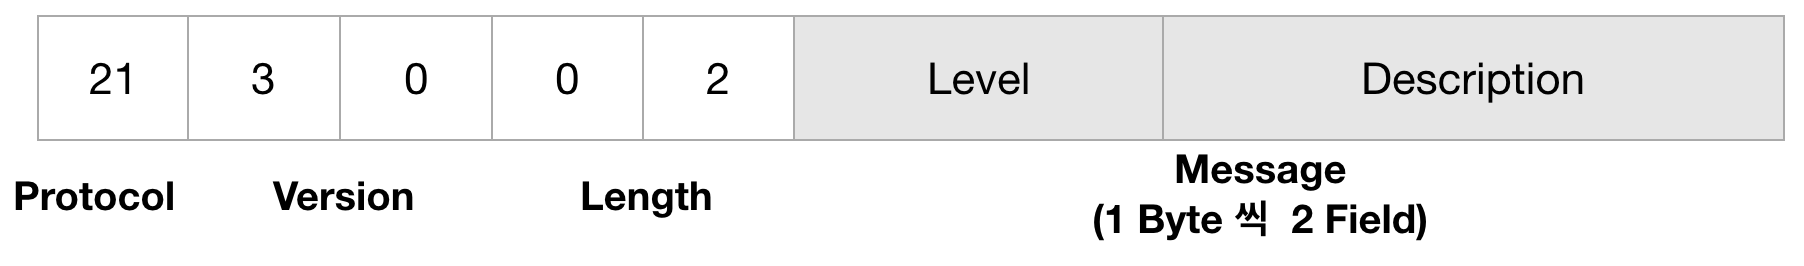 21 3 0 0 2 Level Description
Protocol Version Length Message
(1 Byte 씩 2 Field)